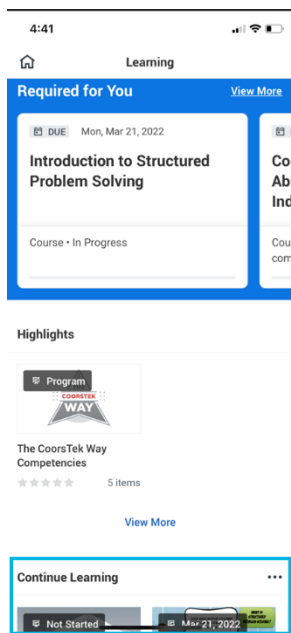 4:41
Learning
Required for You
View More
DUE Mon, Mar 21, 2022
Introduction to Structured
Problem Solving
Course • In Progress
Co
Ab
Ind
Cou
com
Highlights
Program
COORSTEK
WAY
The CoorsTek Way
Competencies
5 items
View More
Continue Learning
Not Started
Mar 21, 2022